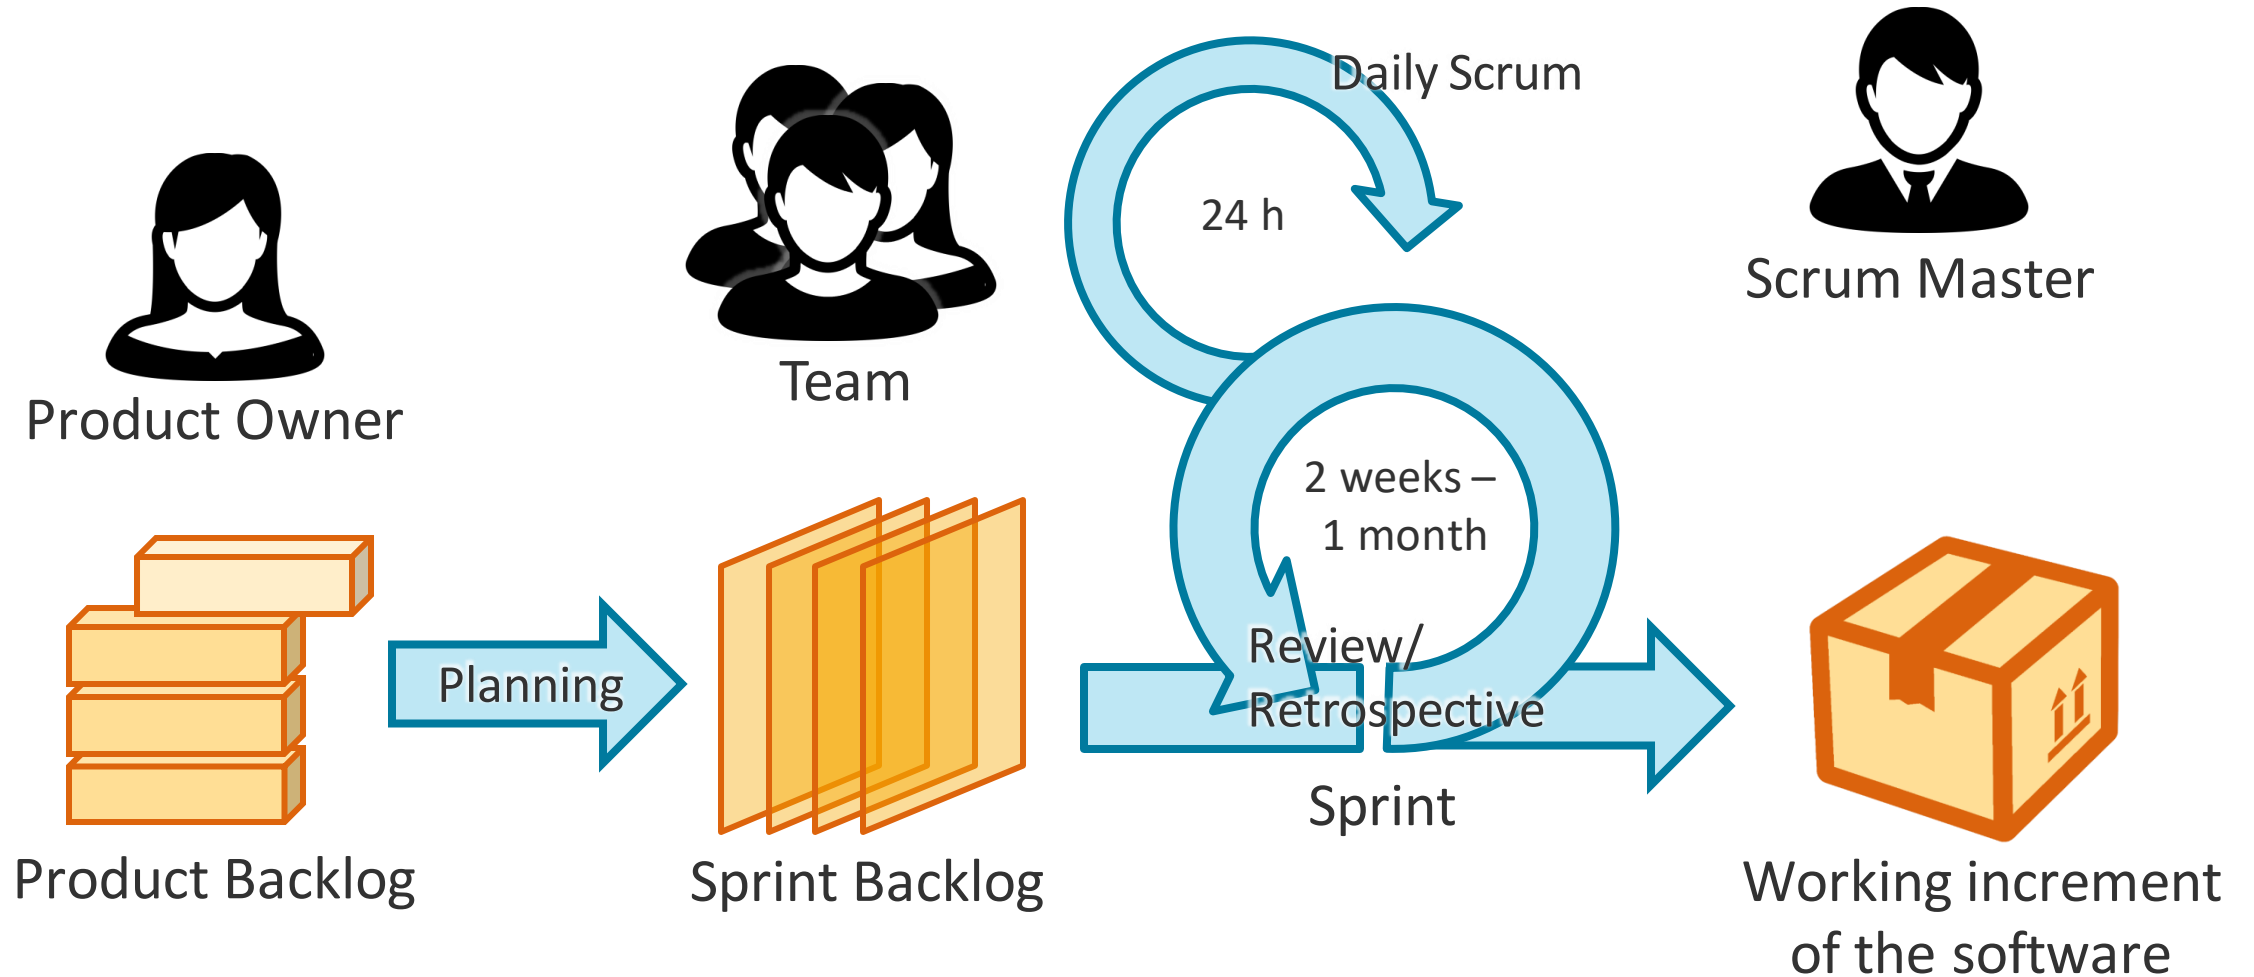 Daily Scrum
24 h
Scrum Master
Team
Product Owner
2 weeks –
1 month
Review/
Retrospective
Planning
Sprint
Product Backlog
Sprint Backlog
Working increment
of the software